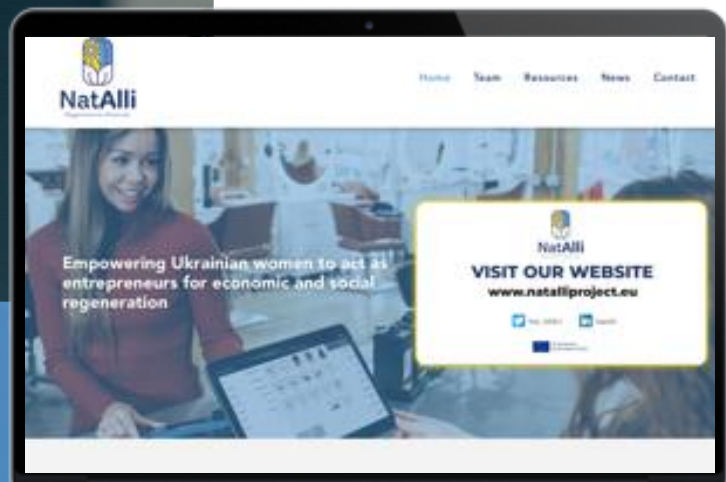 NatAlli
Home Team Resources News Contact
Empowering Ukrainian women to act as
entrepreneurs for economic and social
regeneration
NatAlli
VISIT OUR WEBSITE
www.natalliproject.eu